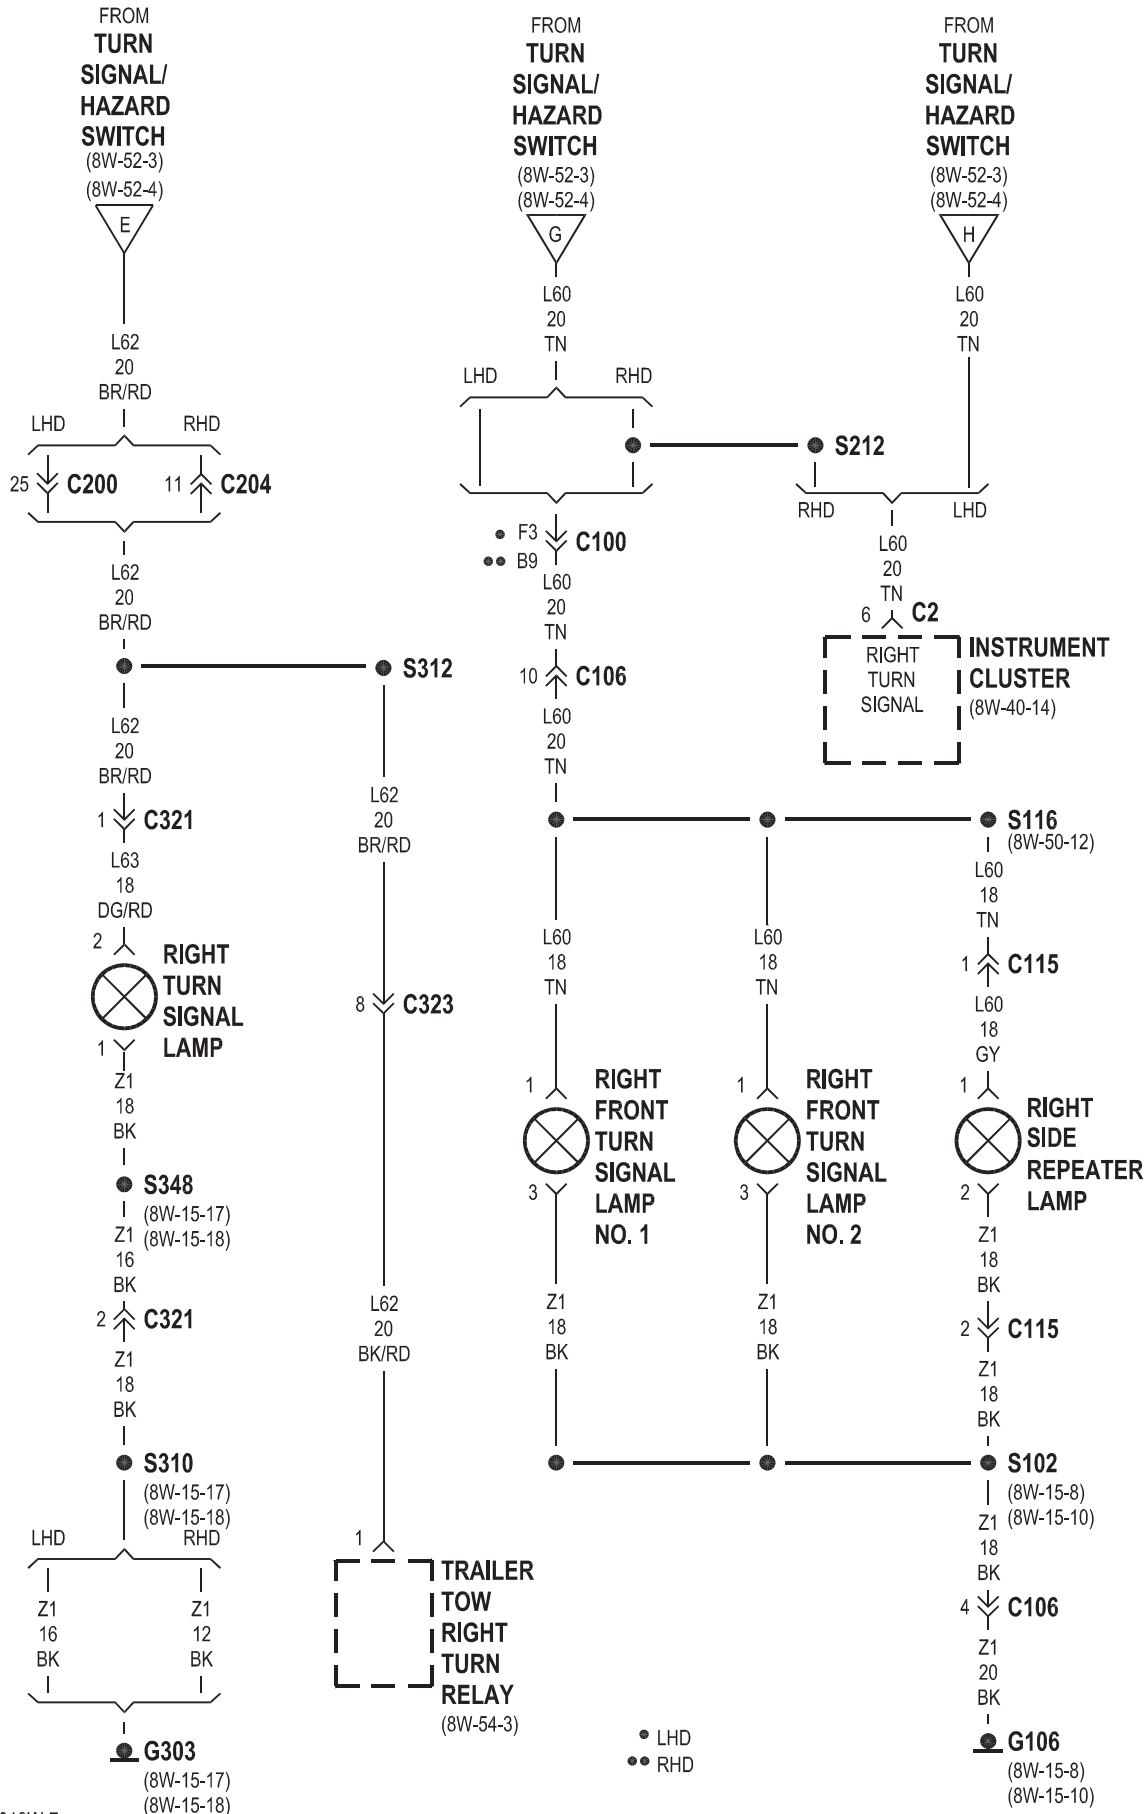 FROM
TURN
SIGNAL/
HAZARD
SWITCH
(8W-52-3)
(8W-52-4)
E
L62
20
BR/RD
LHD
RHD
25
C200
11
C204
L62
20
BR/RD
S312
L62
20
BR/RD
1
C321
L63
18
DG/RD
2
RIGHT
TURN
SIGNAL
LAMP
1
Z1
18
BK
S348
(8W-15-17)
(8W-15-18)
Z1
16
BK
2
C321
Z1
18
BK
S310
(8W-15-17)
(8W-15-18)
LHD
RHD
Z1
16
BK
Z1
12
BK
G303
(8W-15-17)
(8W-15-18)
L62
20
BR/RD
8
C323
L62
20
BK/RD
1
TRAILER
TOW
RIGHT
TURN
RELAY
(8W-54-3)
FROM
TURN
SIGNAL/
HAZARD
SWITCH
(8W-52-3)
(8W-52-4)
G
L60
20
TN
LHD
RHD
S212
F3
B9
C100
L60
20
TN
10
C106
L60
20
TN
FROM
TURN
SIGNAL/
HAZARD
SWITCH
(8W-52-3)
(8W-52-4)
H
L60
20
TN
RHD
LHD
L60
20
TN
6
C2
RIGHT
TURN
SIGNAL
INSTRUMENT
CLUSTER
(8W-40-14)
S116
(8W-50-12)
L60
18
TN
1
RIGHT
FRONT
TURN
SIGNAL
LAMP
NO. 1
3
Z1
18
BK
L60
18
TN
1
RIGHT
FRONT
TURN
SIGNAL
LAMP
NO. 2
3
Z1
18
BK
L60
18
TN
1
C115
L60
18
GY
1
RIGHT
SIDE
REPEATER
LAMP
2
Z1
18
BK
2
C115
Z1
18
BK
S102
(8W-15-8)
(8W-15-10)
Z1
18
BK
4
C106
Z1
20
BK
G106
(8W-15-8)
(8W-15-10)
LHD
RHD